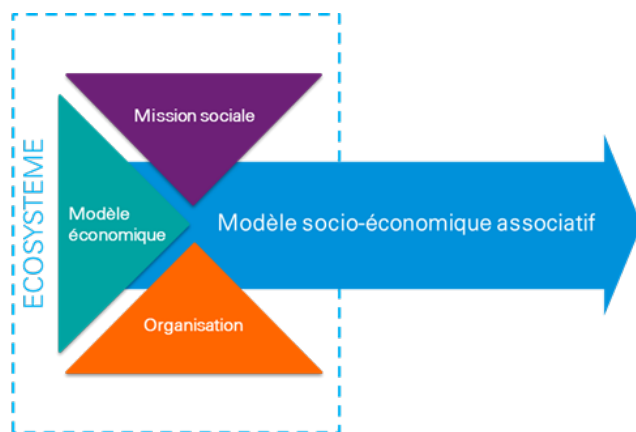 Mission sociale
ECOSYSTEME
Modèle
économique
Modèle socio-économique associatif
Organisation